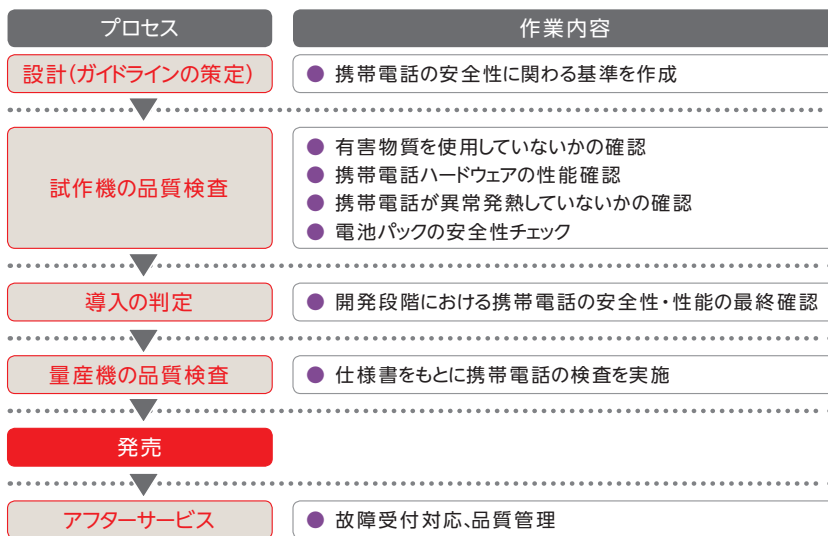 プロセス
作業内容
設計(ガイドラインの策定)
● 携帯電話の安全性に関わる基準を作成
試作機の品質検査
● 有害物質を使用していないかの確認
● 携帯電話ハードウェアの性能確認
● 携帯電話が異常発熱していないかの確認
● 電池パックの安全性チェック
導入の判定
● 開発段階における携帯電話の安全性・性能の最終確認
量産機の品質検査
● 仕様書をもとに携帯電話の検査を実施
発売
アフターサービス
● 故障受付対応、品質管理